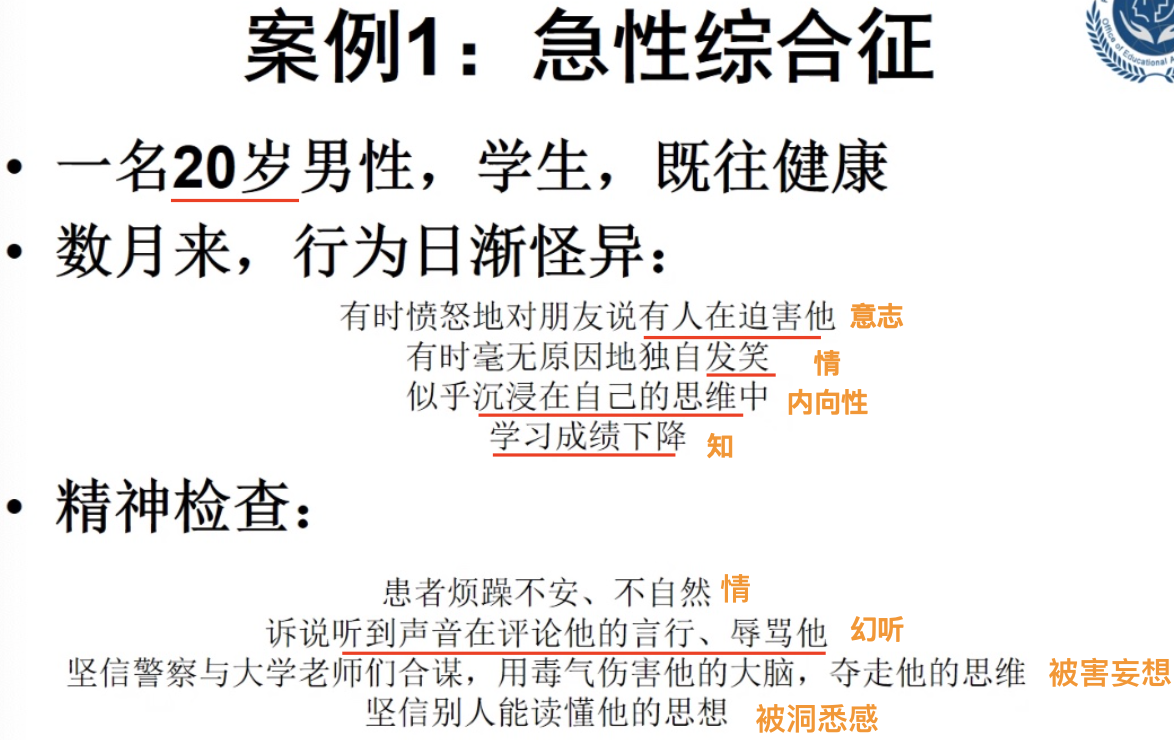 案例1：急性综合征
Office of Educational A
• 一名20岁男性，学生，既往健康
• 数月来，行为日渐怪异：
有时愤怒地对朋友说有人在迫害他 意志
有时毫无原因地独自发笑 情
似乎沉浸在自己的思维中 内向性
学习成绩下降 知
• 精神检查：
患者烦躁不安、不自然 情
诉说听到声音在评论他的言行、辱骂他 幻听
坚信警察与大学老师们合谋，用毒气伤害他的大脑，夺走他的思维 被害妄想
坚信别人能读懂他的思想 被洞悉感